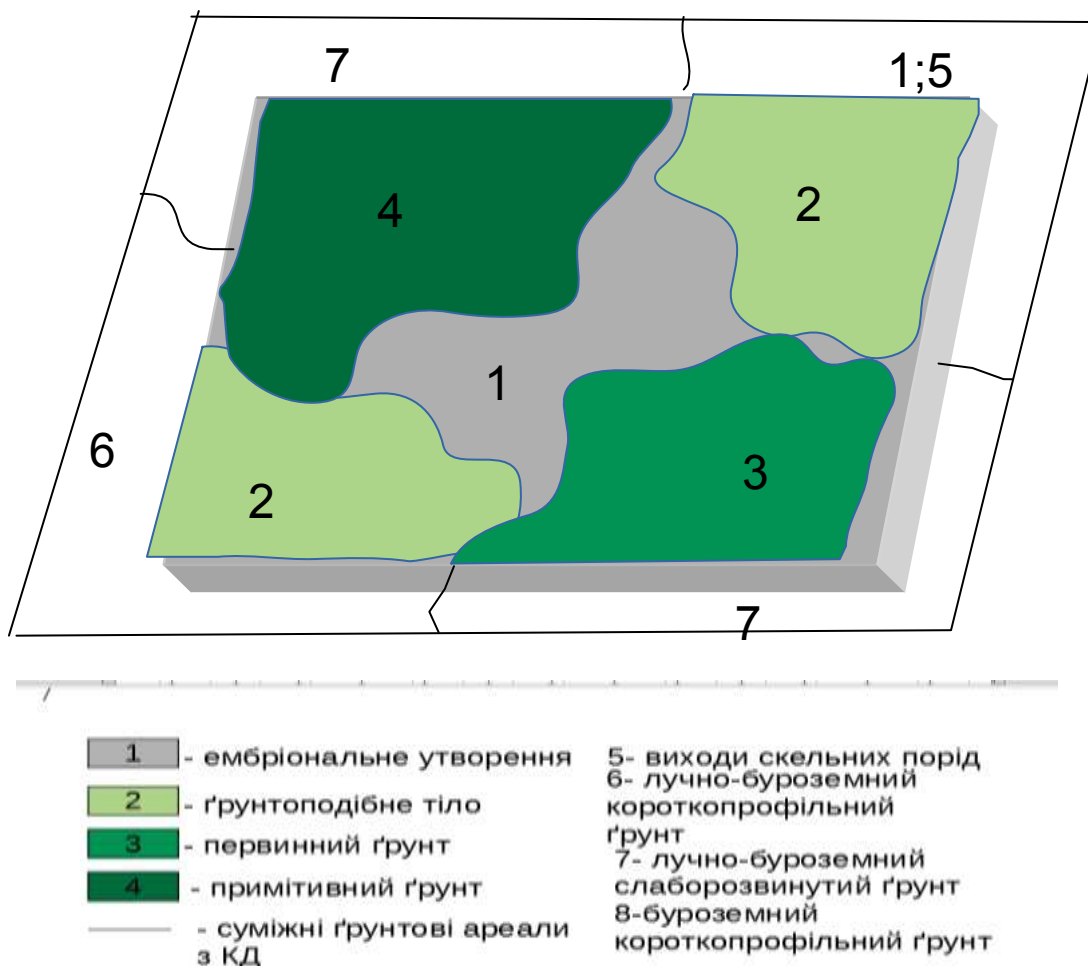 7
1;5
4
2
1
6
3
2
7
1 - ембріональне утворення
2 - ґрунтоподібне тіло
3 - первинний ґрунт
4 - примітивний ґрунт
- суміжні ґрунтові ареали
з КД
5- виходи скельних порід
6- лучно-буроземний
короткопрофільний
ґрунт
7- лучно-буроземний
слаборозвинутий ґрунт
8-буроземний
короткопрофільний ґрунт